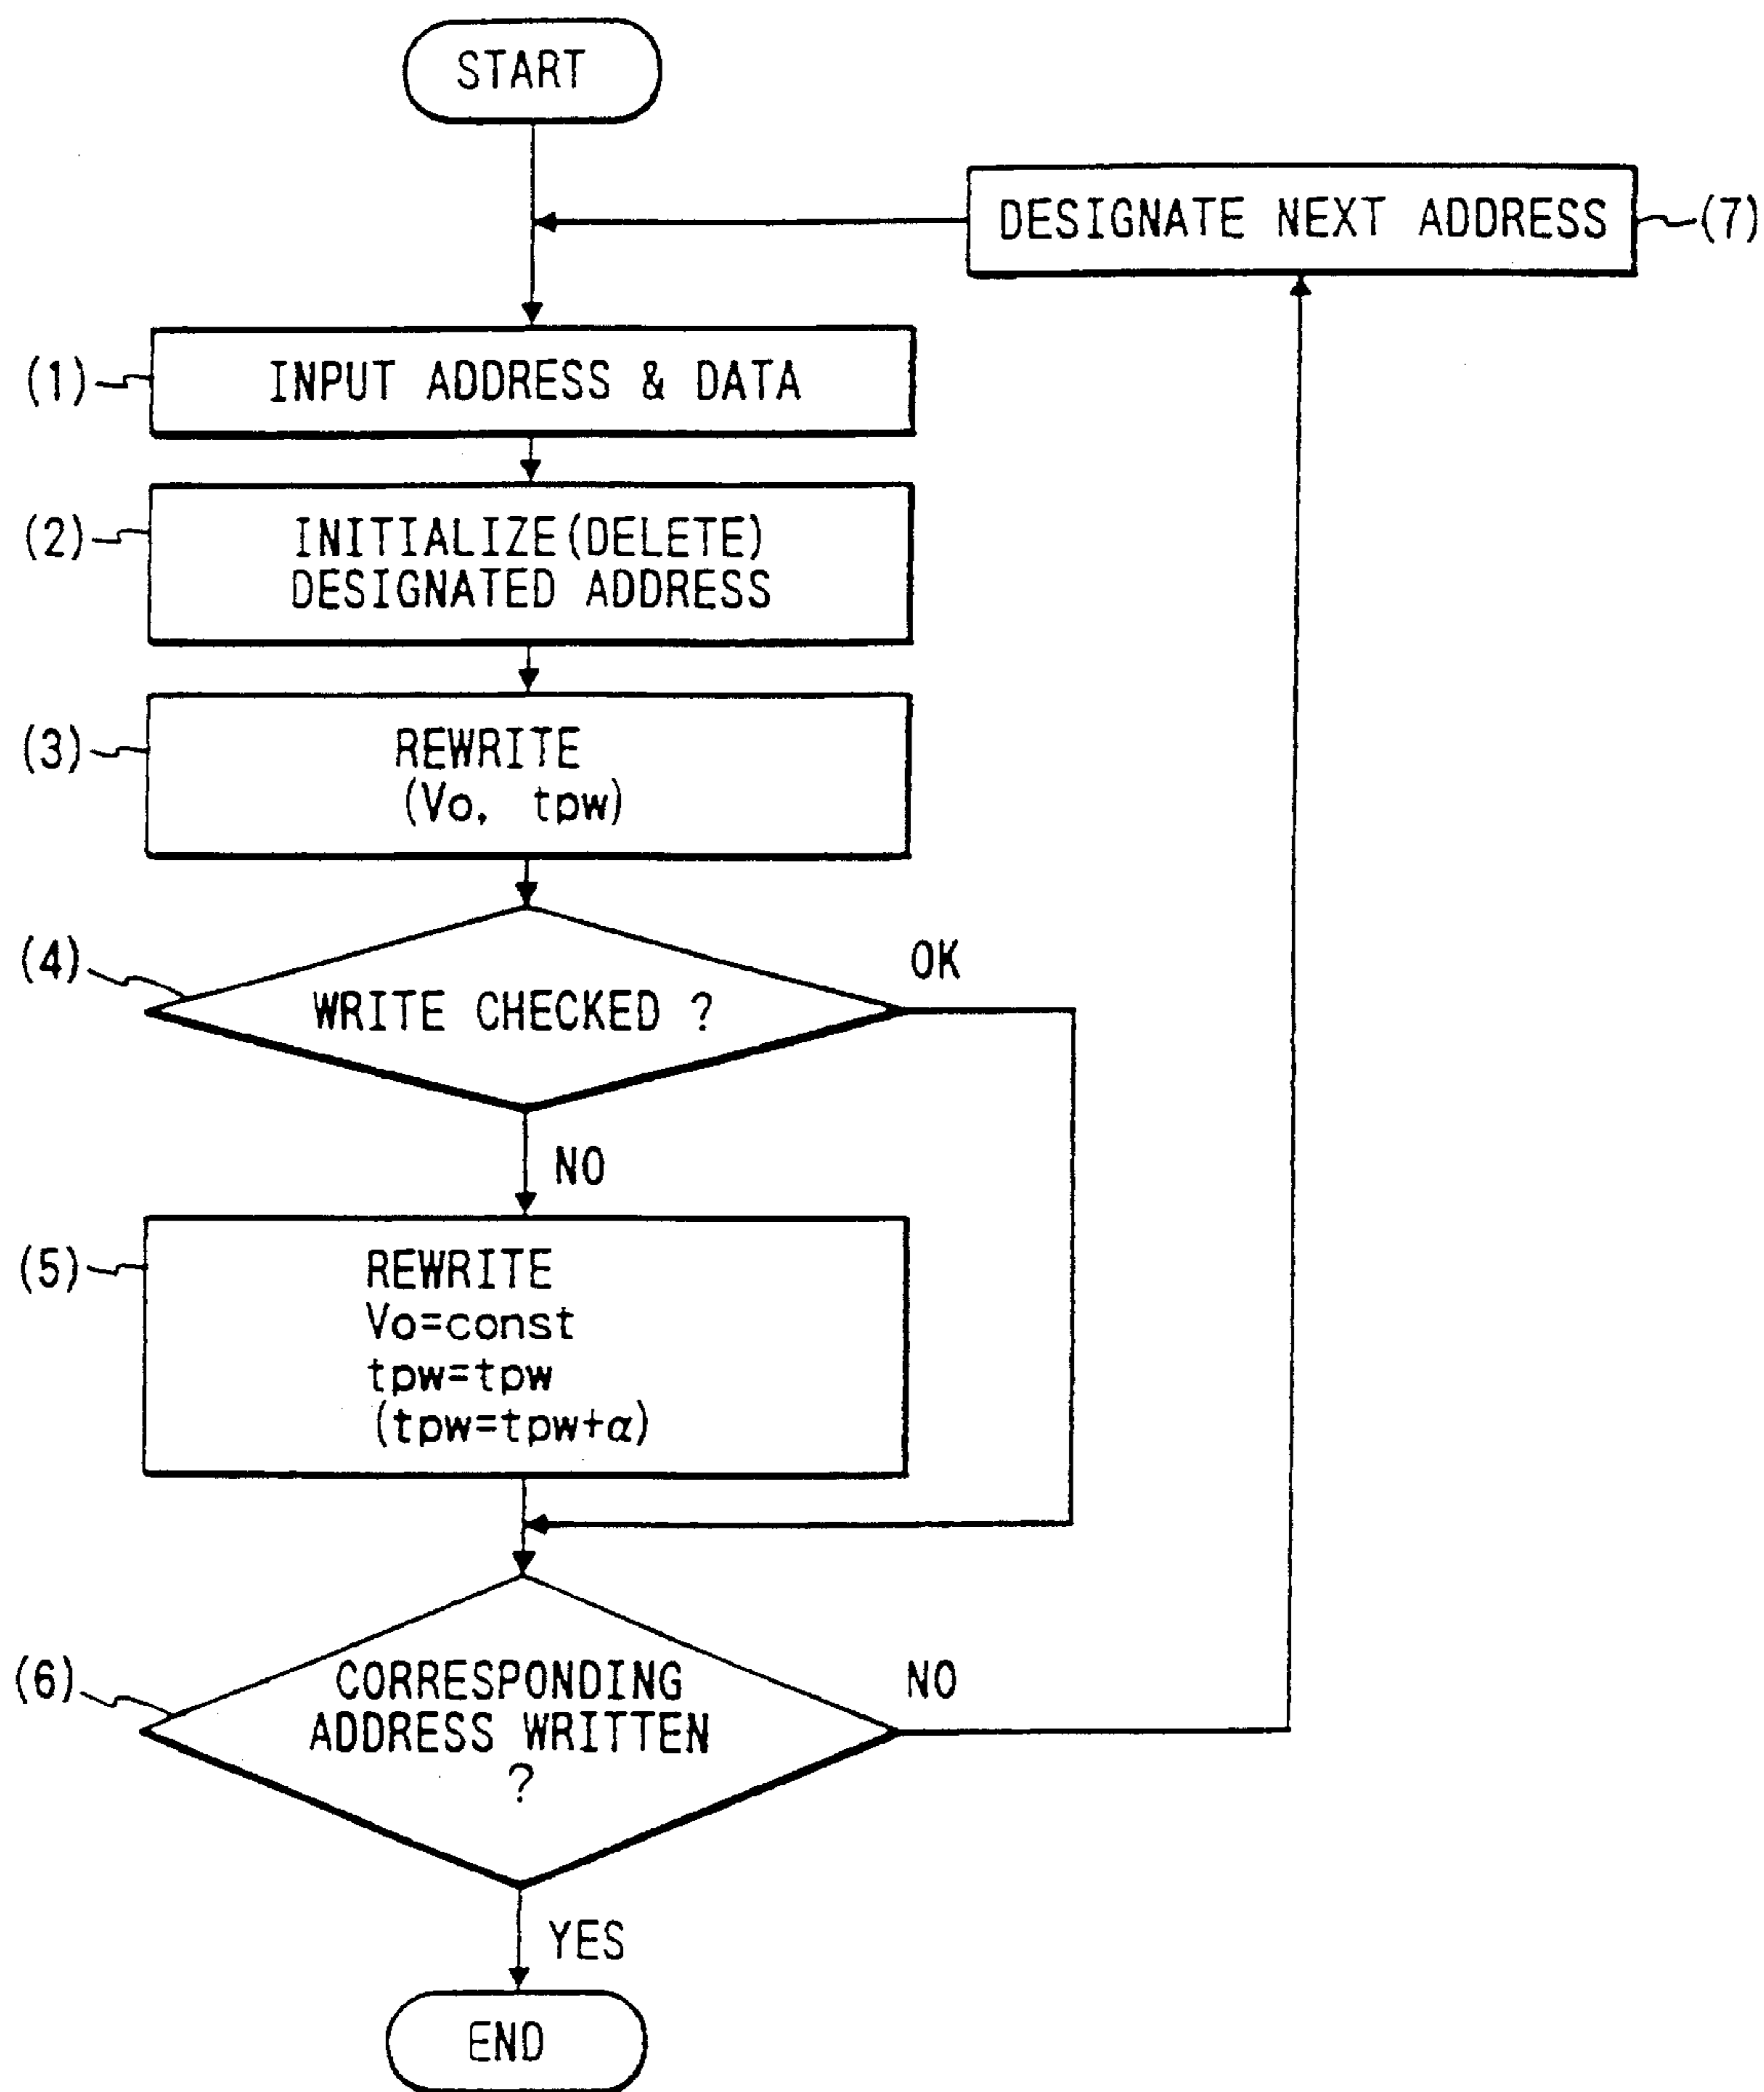 START
DESIGNATE NEXT ADDRESS
(7)
(1)
INPUT ADDRESS & DATA
(2)
INITIALIZE(DELETE)
DESIGNATED ADDRESS
(3)
REWRITE
(Vo, tpw)
(4)
WRITE CHECKED ?
OK
NO
(5)
REWRITE
Vo=const
tpw=tpw
(tpw=tpw+α)
(6)
CORRESPONDING
ADDRESS WRITTEN
?
NO
YES
END